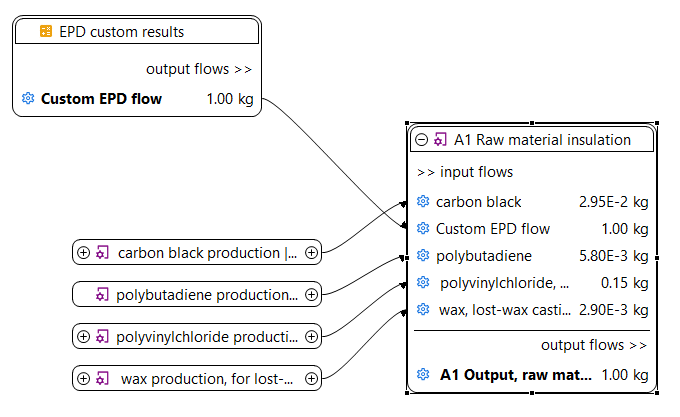 EPD custom results
output flows >>
Custom EPD flow 1.00 kg
A1 Raw material insulation
>> input flows
carbon black 2.95E-2 kg
Custom EPD flow 1.00 kg
polybutadiene 5.80E-3 kg
polyvinylchloride, ... 0.15 kg
wax, lost-wax casti... 2.90E-3 kg
output flows >>
A1 Output, raw mat... 1.00 kg
carbon black production |...
polybutadiene production...
polyvinylchloride producti...
wax production, for lost-...